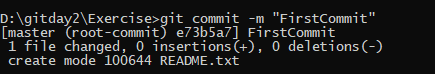 D:\gitday2\Exercise>git commit -m "FirstCommit"
[master (root-commit) e73b5a7] FirstCommit
 1 file changed, 0 insertions(+), 0 deletions(-)
 create mode 100644 README.txt